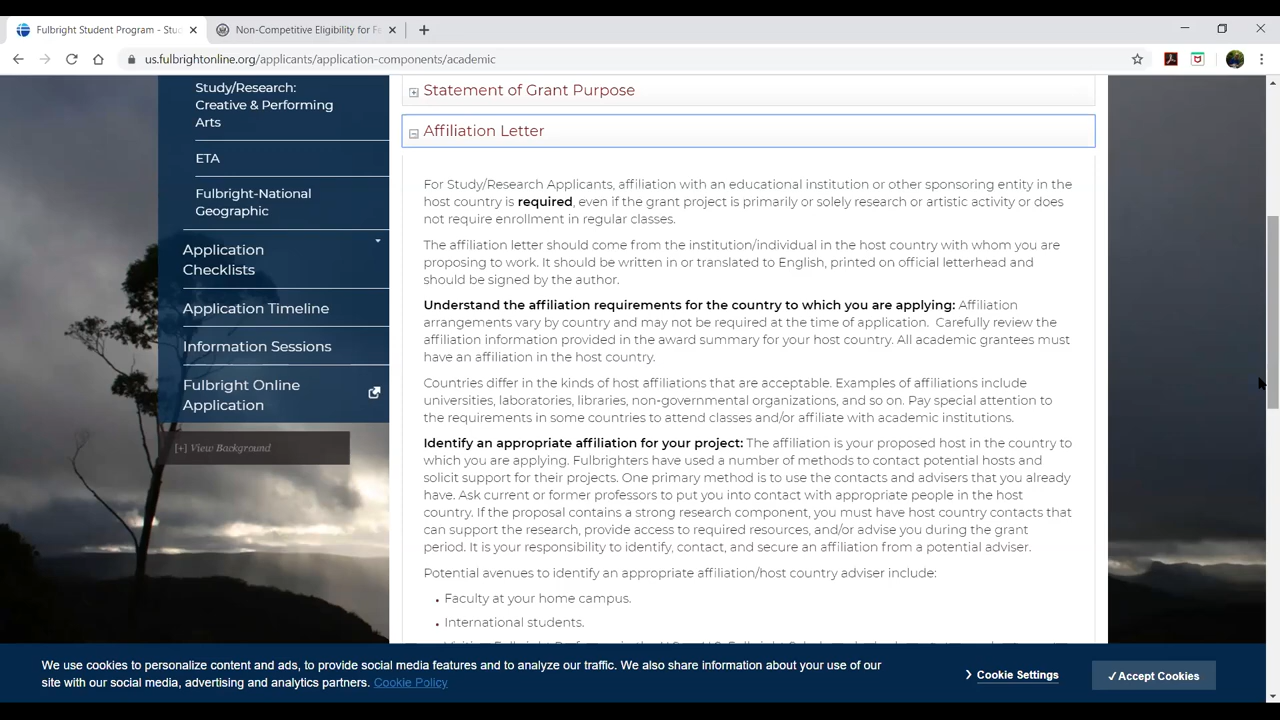 Fulbright Student Program - Stu
Non-Competitive Eligibility for Fe
us.fulbrightonline.org/applicants/application-components/academic
Study/Research:
Creative & Performing
Arts
ETA
Fulbright-National
Geographic
Application
Checklists
Application Timeline
Information Sessions
Fulbright Online
Application
[+] View Background
Statement of Grant Purpose
Affiliation Letter
For Study/Research Applicants, affiliation with an educational institution or other sponsoring entity in the
host country is required, even if the grant project is primarily or solely research or artistic activity or does
not require enrollment in regular classes.
The affiliation letter should come from the institution/individual in the host country with whom you are
proposing to work. It should be written in or translated to English, printed on official letterhead and
should be signed by the author.
Understand the affiliation requirements for the country to which you are applying: Affiliation
arrangements vary by country and may not be required at the time of application. Carefully review the
affiliation information provided in the award summary for your host country. All academic grantees must
have an affiliation in the host country.
Countries differ in the kinds of host affiliations that are acceptable. Examples of affiliations include
universities, laboratories, libraries, non-governmental organizations, and so on. Pay special attention to
the requirements in some countries to attend classes and/or affiliate with academic institutions.
Identify an appropriate affiliation for your project: The affiliation is your proposed host in the country to
which you are applying. Fulbrighters have used a number of methods to contact potential hosts and
solicit support for their projects. One primary method is to use the contacts and advisers that you already
have. Ask current or former professors to put you into contact with appropriate people in the host
country. If the proposal contains a strong research component, you must have host country contacts that
can support the research, provide access to required resources, and/or advise you during the grant
period. It is your responsibility to identify, contact, and secure an affiliation from a potential adviser.
Potential avenues to identify an appropriate affiliation/host country adviser include:
• Faculty at your home campus.
• International students.
We use cookies to personalize content and ads, to provide social media features and to analyze our traffic. We also share information about your use of
site with our social media, advertising and analytics partners. Cookie Policy
Cookie Settings
✓Accept Cookies